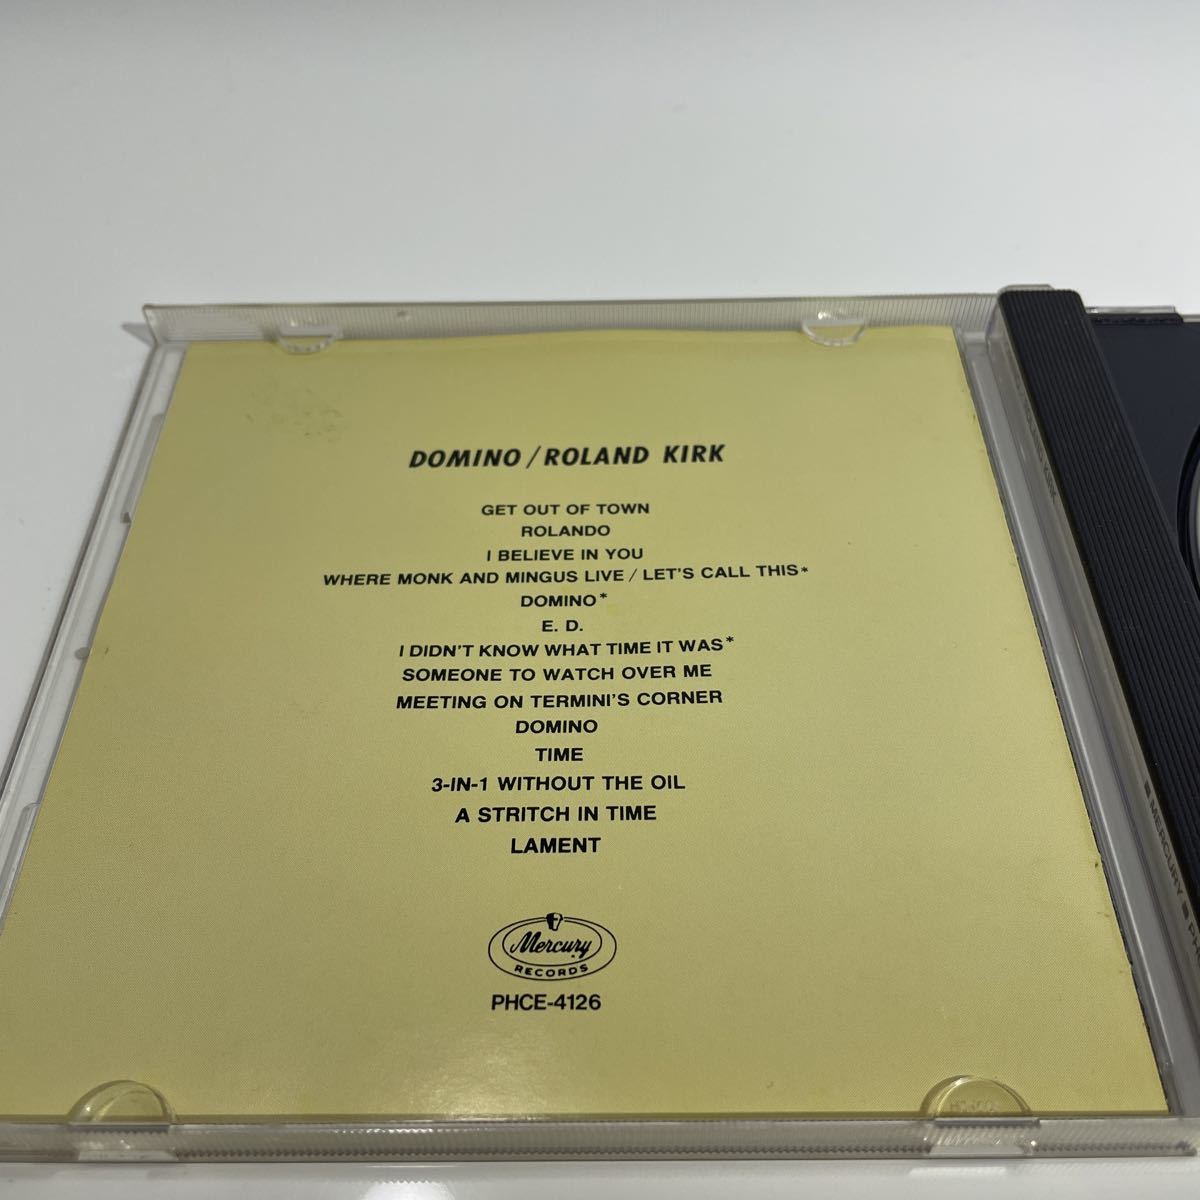 DOMINO / ROLAND KIRK
GET OUT OF TOWN
ROLANDO
I BELIEVE IN YOU
WHERE MONK AND MINGUS LIVE / LET'S CALL THIS*
DOMINO*
E. D.
I DIDN'T KNOW WHAT TIME IT WAS*
SOMEONE TO WATCH OVER ME
MEETING ON TERMINI'S CORNER
DOMINO
TIME
3-IN-1 WITHOUT THE OIL
A STRITCH IN TIME
LAMENT
Mercury
RECORDS
PHCE-4126
■ MERCURY ■